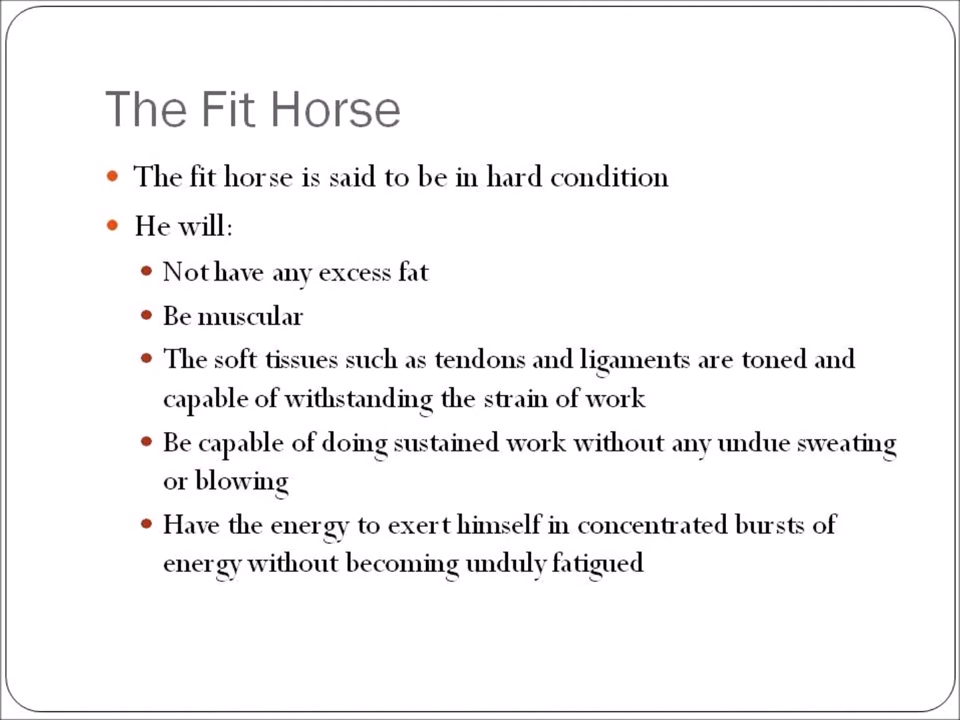 The Fit Horse
The fit horse is said to be in hard condition
He will:
Not have any excess fat
Be muscular
The soft tissues such as tendons and ligaments are toned and
capable of withstanding the strain of work
Be capable of doing sustained work without any undue sweating
or blowing
Have the energy to exert himself in concentrated bursts of
energy without becoming unduly fatigued